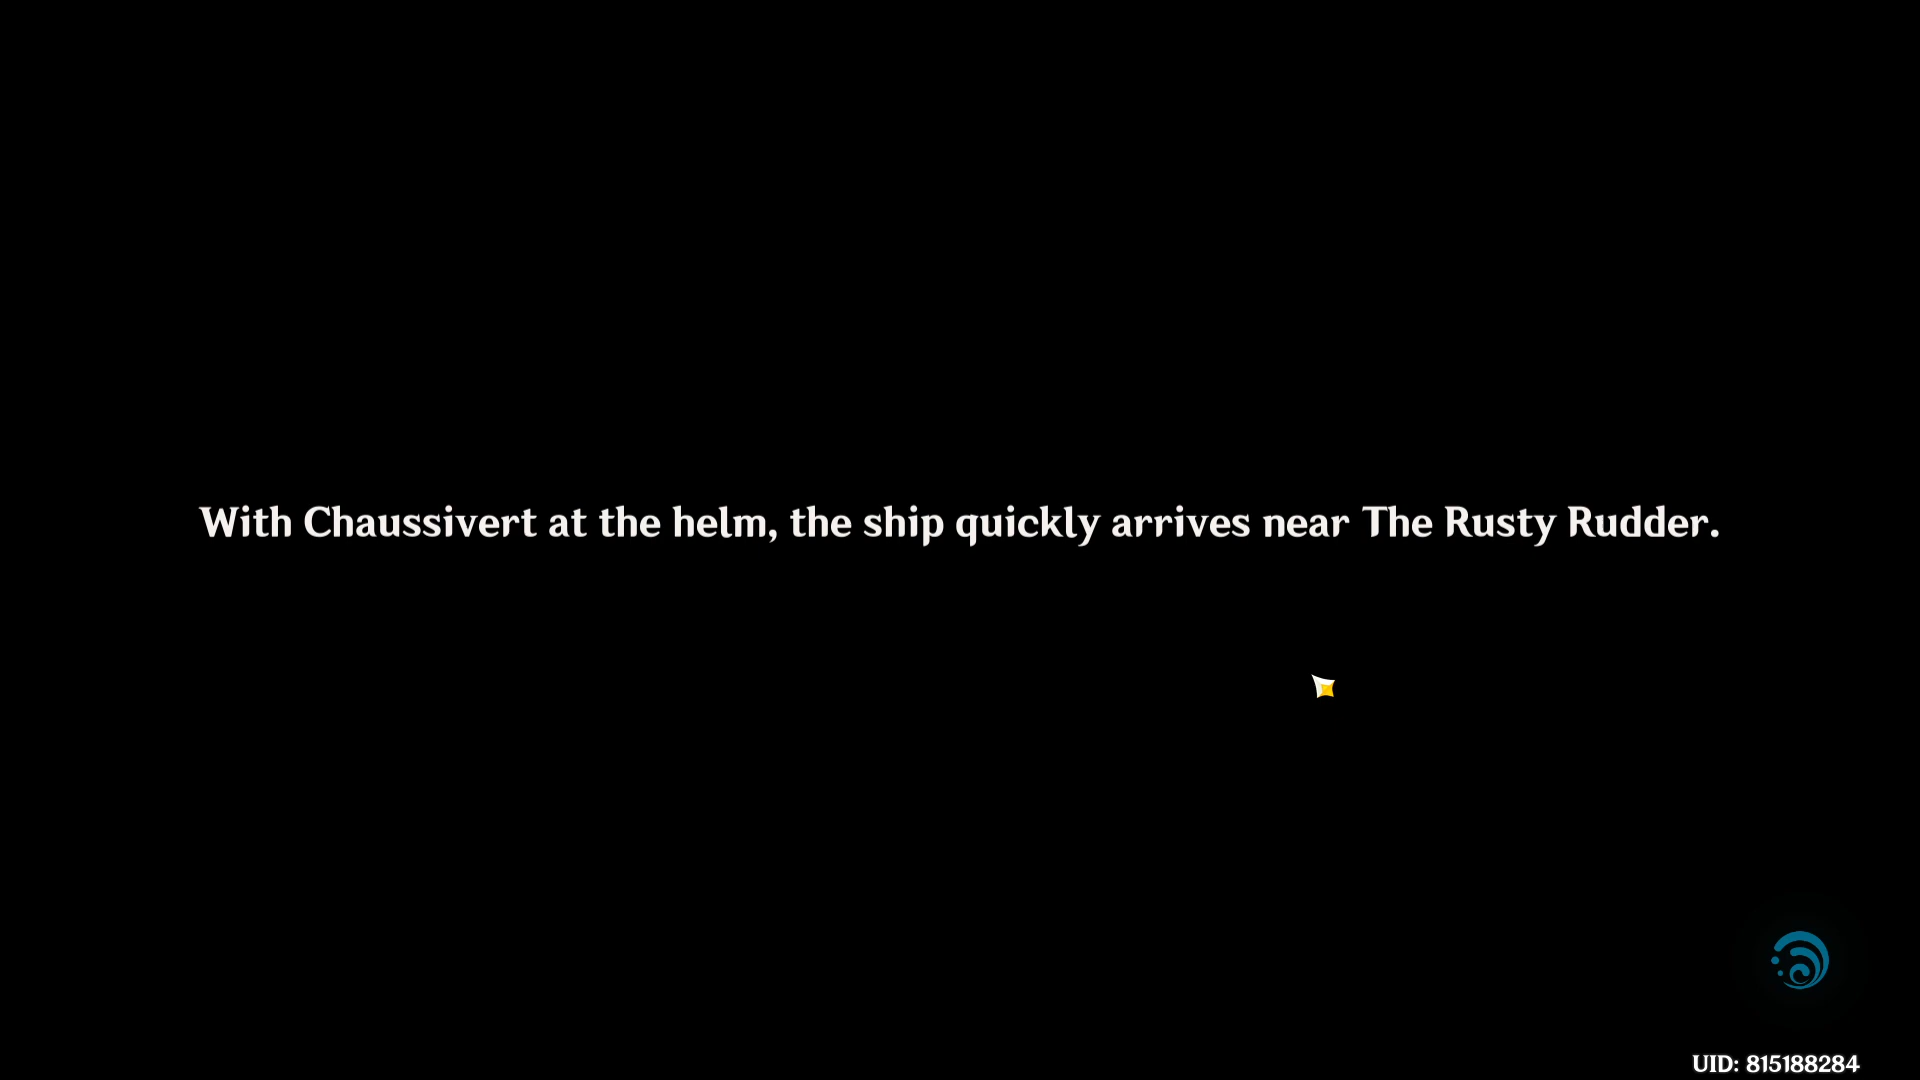 With Chaussivert at the helm, the ship quickly arrives near The Rusty Rudder.
UID: 815188284